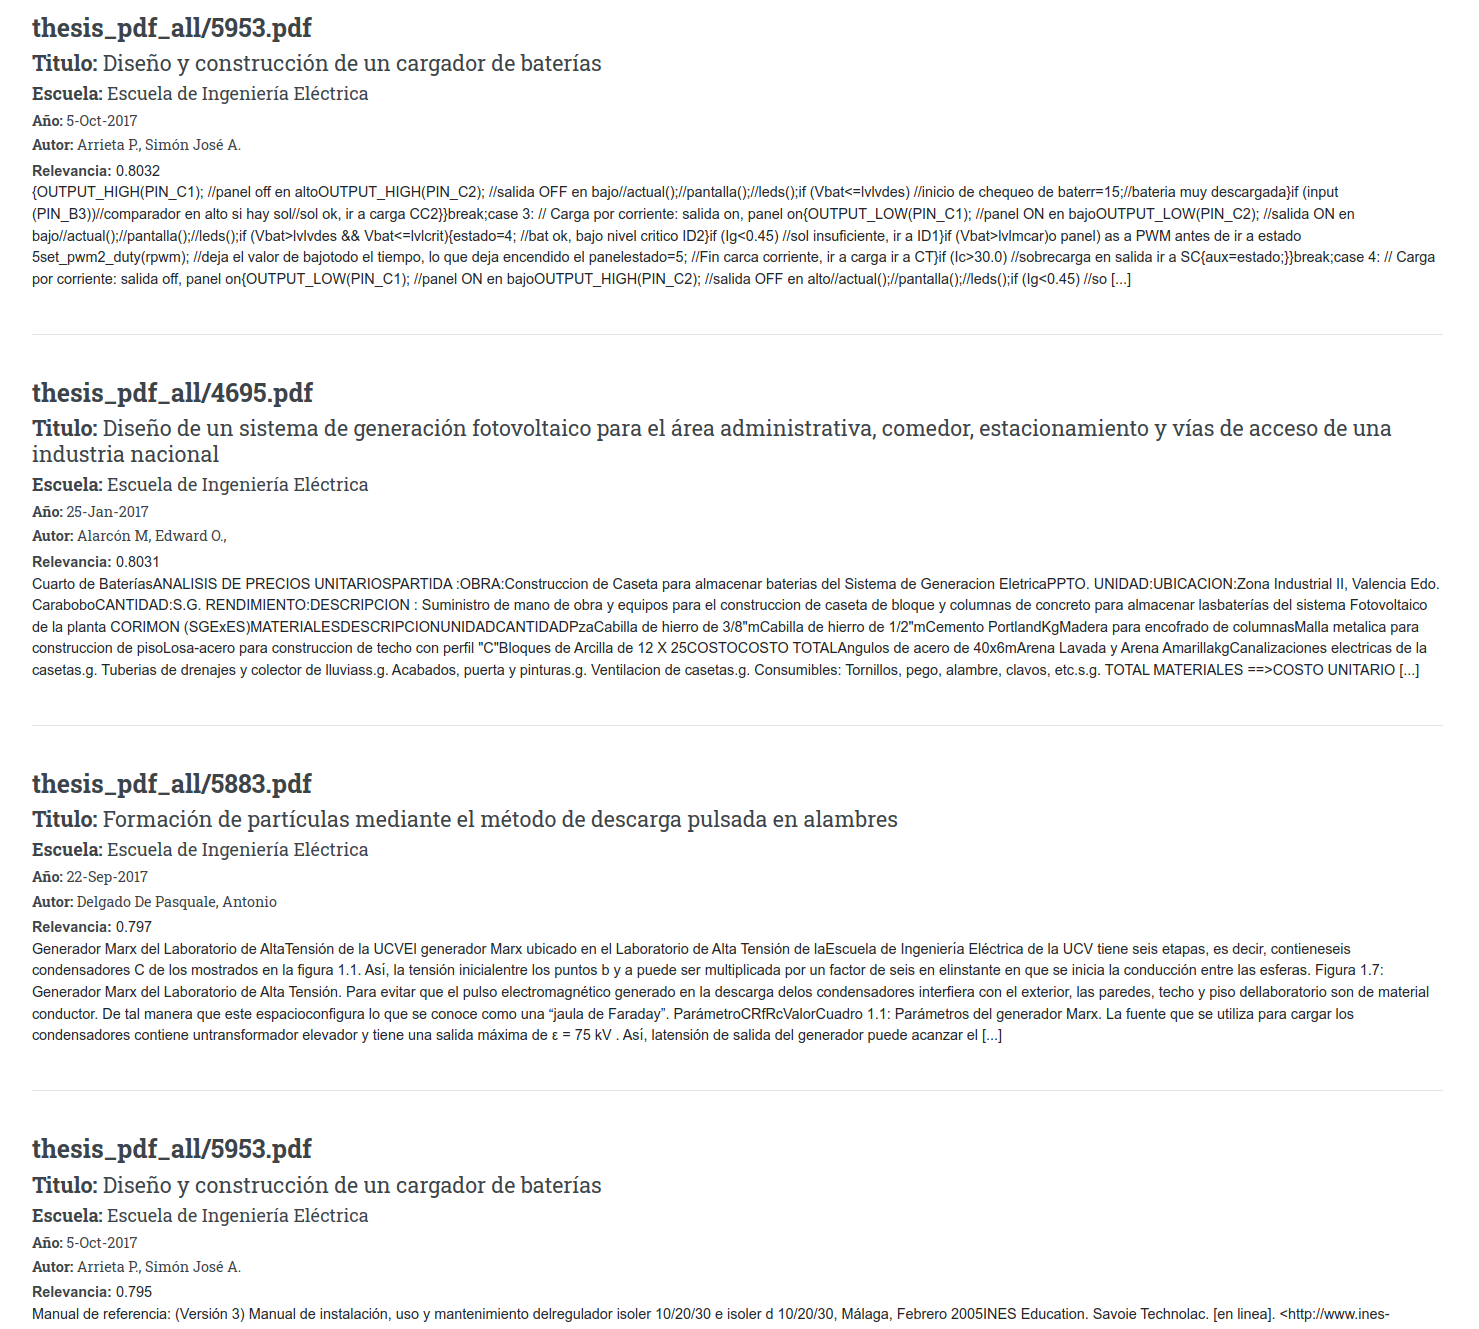 thesis_pdf_all/5953.pdf
Titulo: Diseño y construcción de un cargador de baterías
Escuela: Escuela de Ingeniería Eléctrica
Año: 5-Oct-2017
Autor: Arrieta P., Simón José A.
Relevancia: 0.8032
{OUTPUT_HIGH(PIN_C1); //panel off en altoOUTPUT_HIGH(PIN_C2); //salida OFF en bajo//actual();//pantalla();//leds();if (Vbat<=lvlvdes) //inicio de chequeo de baterr=15;//bateria muy descargada}if (input
(PIN_B3))//comparador en alto si hay sol//sol ok, ir a carga CC2}}break;case 3: // Carga por corriente: salida on, panel on{OUTPUT_LOW(PIN_C1); //panel ON en bajoOUTPUT_LOW(PIN_C2); //salida ON en
bajo//actual();//pantalla();//leds();if (Vbat>lvlvdes && Vbat<=lvlcrit){estado=4; //bat ok, bajo nivel critico ID2}if (Ig<0.45) //sol insuficiente, ir a ID1}if (Vbat>lvlmcar)o panel) as a PWM antes de ir a estado
5set_pwm2_duty(rpwm); //deja el valor de bajotodo el tiempo, lo que deja encendido el panelestado=5; //Fin carca corriente, ir a carga ir a CT}if (Ic>30.0) //sobrecarga en salida ir a SC{aux=estado;}}break;case 4: // Carga
por corriente: salida off, panel on{OUTPUT_LOW(PIN_C1); //panel ON en bajoOUTPUT_HIGH(PIN_C2); //salida OFF en alto//actual();//pantalla();//leds();if (Ig<0.45) //so [...]
thesis_pdf_all/4695.pdf
Titulo: Diseño de un sistema de generación fotovoltaico para el área administrativa, comedor, estacionamiento y vías de acceso de una
industria nacional
Escuela: Escuela de Ingeniería Eléctrica
Año: 25-Jan-2017
Autor: Alarcón M, Edward O.,
Relevancia: 0.8031
Cuarto de BateríasANALISIS DE PRECIOS UNITARIOSPARTIDA :OBRA:Construccion de Caseta para almacenar baterias del Sistema de Generacion EletricaPPTO. UNIDAD:UBICACION:Zona Industrial II, Valencia Edo.
CaraboboCANTIDAD:S.G. RENDIMIENTO:DESCRIPCION : Suministro de mano de obra y equipos para el construccion de caseta de bloque y columnas de concreto para almacenar lasbaterías del sistema Fotovoltaico
de la planta CORIMON (SGExES)MATERIALESDESCRIPCIONUNIDADCANTIDADPzaCabilla de hierro de 3/8"mCabilla de hierro de 1/2"mCemento PortlandKgMadera para encofrado de columnasMalla metalica para
construccion de pisoLosa-acero para construccion de techo con perfil "C"Bloques de Arcilla de 12 X 25COSTOCOSTO TOTALAngulos de acero de 40x6mArena Lavada y Arena AmarillakgCanalizaciones electricas de la
casetas.g. Tuberias de drenajes y colector de lluviass.g. Acabados, puerta y pinturas.g. Ventilacion de casetas.g. Consumibles: Tornillos, pego, alambre, clavos, etc.s.g. TOTAL MATERIALES ==>COSTO UNITARIO [...]
thesis_pdf_all/5883.pdf
Titulo: Formación de partículas mediante el método de descarga pulsada en alambres
Escuela: Escuela de Ingeniería Eléctrica
Año: 22-Sep-2017
Autor: Delgado De Pasquale, Antonio
Relevancia: 0.797
Generador Marx del Laboratorio de AltaTensión de la UCVEl generador Marx ubicado en el Laboratorio de Alta Tensión de laEscuela de Ingeniería Eléctrica de la UCV tiene seis etapas, es decir, contieneseis
condensadores C de los mostrados en la figura 1.1. Así, la tensión inicialentre los puntos b y a puede ser multiplicada por un factor de seis en elinstante en que se inicia la conducción entre las esferas. Figura 1.7:
Generador Marx del Laboratorio de Alta Tensión. Para evitar que el pulso electromagnético generado en la descarga delos condensadores interfiera con el exterior, las paredes, techo y piso dellaboratorio son de material
conductor. De tal manera que este espacioconfigura lo que se conoce como una “jaula de Faraday”. ParámetroCRfRcValorCuadro 1.1: Parámetros del generador Marx. La fuente que se utiliza para cargar los
condensadores contiene untransformador elevador y tiene una salida máxima de ε = 75 kV . Así, latensión de salida del generador puede acanzar el [...]
thesis_pdf_all/5953.pdf
Titulo: Diseño y construcción de un cargador de baterías
Escuela: Escuela de Ingeniería Eléctrica
Año: 5-Oct-2017
Autor: Arrieta P., Simón José A.
Relevancia: 0.795
Manual de referencia: (Versión 3) Manual de instalación, uso y mantenimiento delregulador isoler 10/20/30 e isoler d 10/20/30, Málaga, Febrero 2005INES Education. Savoie Technolac. [en linea]. <http://www.ines-